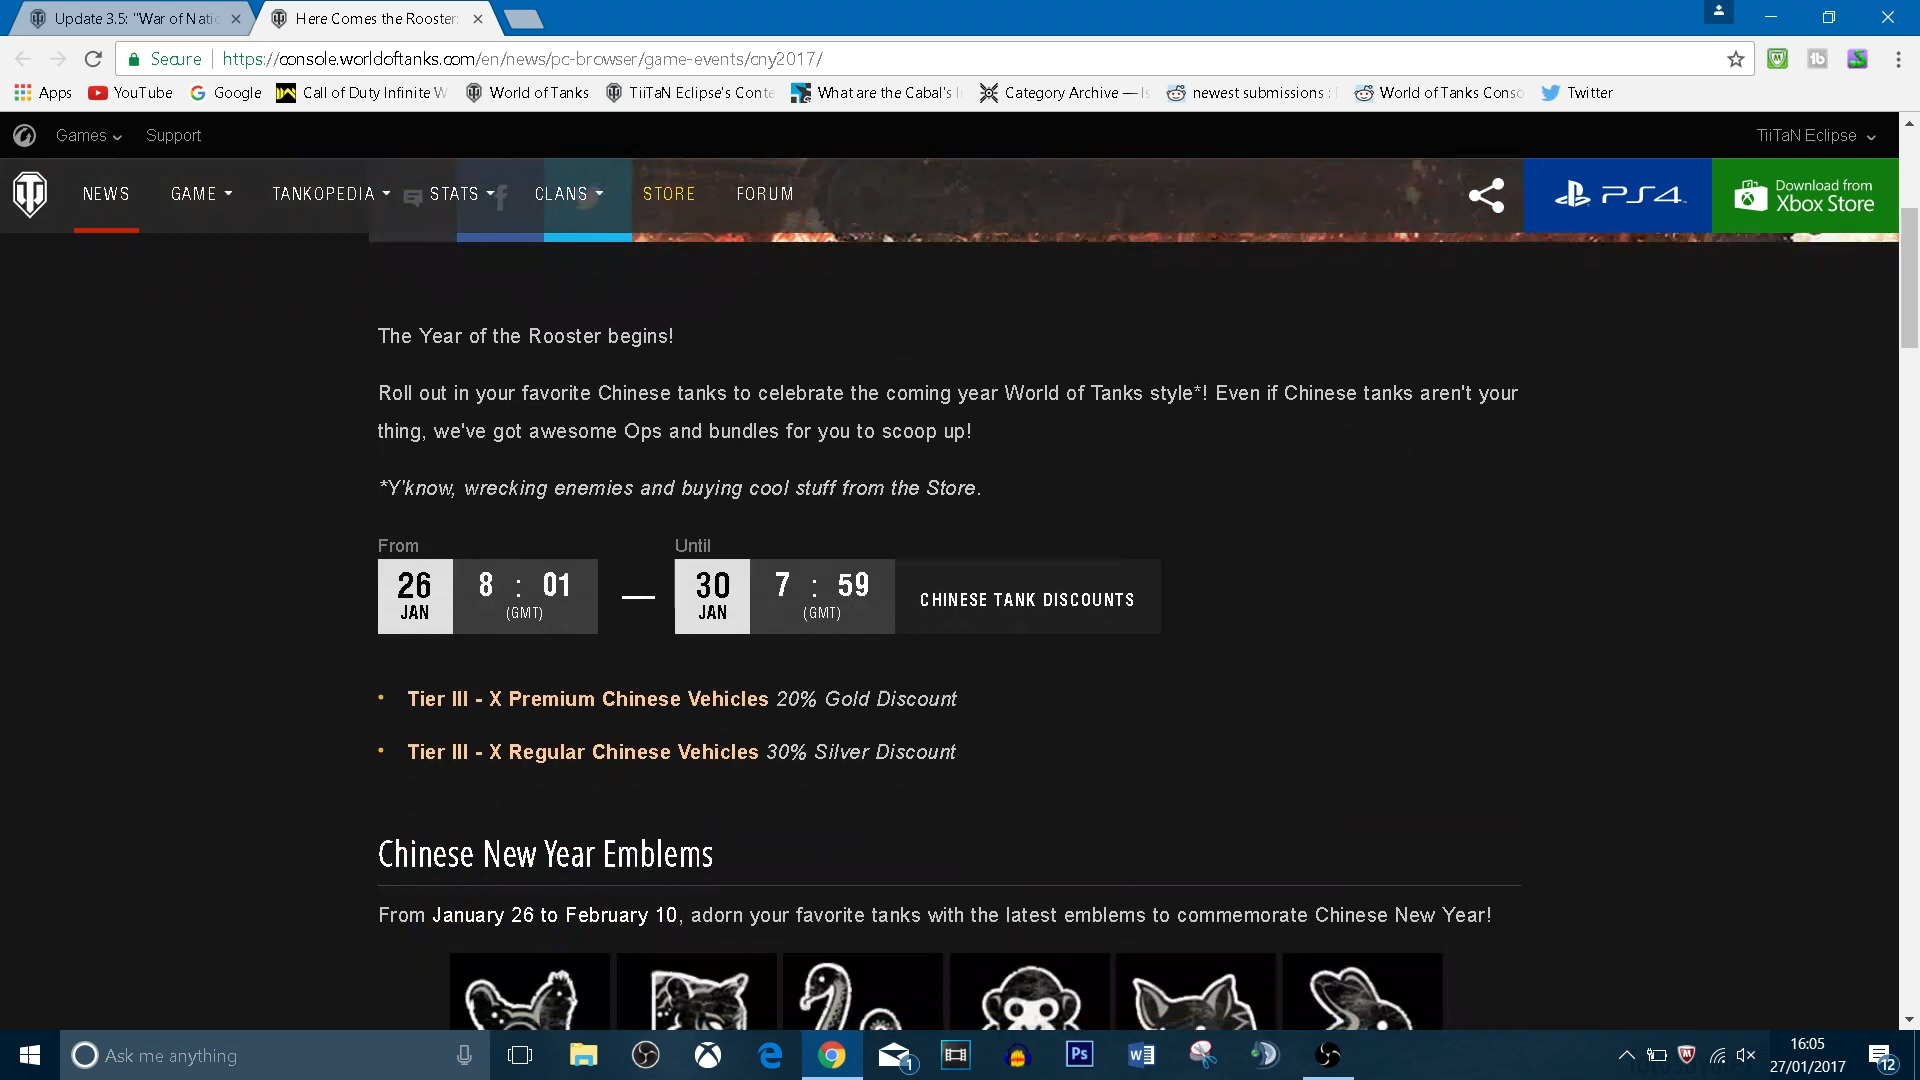 Update 3.5: "War of Natio
Here Comes the Rooster:
Secure
https://console.worldoftanks.com/en/news/pc-browser/game-events/cny2017/
Apps
YouTube
Google
Call of Duty Infinite W
World of Tanks
TiiTaN Eclipse's Conte
What are the Cabal's I
Category Archive — Is
newest submissions :
World of Tanks Conso
Twitter
Games
Support
TiiTaN Eclipse
NEWS
GAME
TANKOPEDIA
STATS
CLANS
STORE
FORUM
PS4
Download from
Xbox Store
The Year of the Rooster begins!
Roll out in your favorite Chinese tanks to celebrate the coming year World of Tanks style*! Even if Chinese tanks aren't your
thing, we've got awesome Ops and bundles for you to scoop up!
*Y'know, wrecking enemies and buying cool stuff from the Store.
From
Until
26
JAN
8 : 01
(GMT)
—
30
JAN
7 : 59
(GMT)
CHINESE TANK DISCOUNTS
• Tier III - X Premium Chinese Vehicles 20% Gold Discount
• Tier III - X Regular Chinese Vehicles 30% Silver Discount
Chinese New Year Emblems
From January 26 to February 10, adorn your favorite tanks with the latest emblems to commemorate Chinese New Year!
Ask me anything
1
Ps
16:05
27/01/2017
12